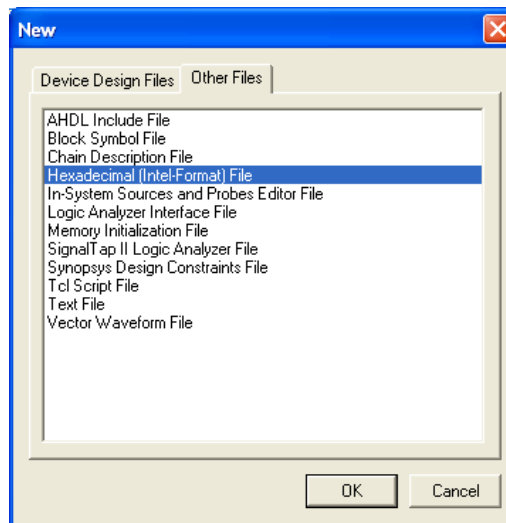 New
Device Design Files
Other Files
AHDL Include File
Block Symbol File
Chain Description File
Hexadecimal (Intel-Format) File
In-System Sources and Probes Editor File
Logic Analyzer Interface File
Memory Initialization File
SignalTap II Logic Analyzer File
Synopsys Design Constraints File
Tcl Script File
Text File
Vector Waveform File
OK
Cancel